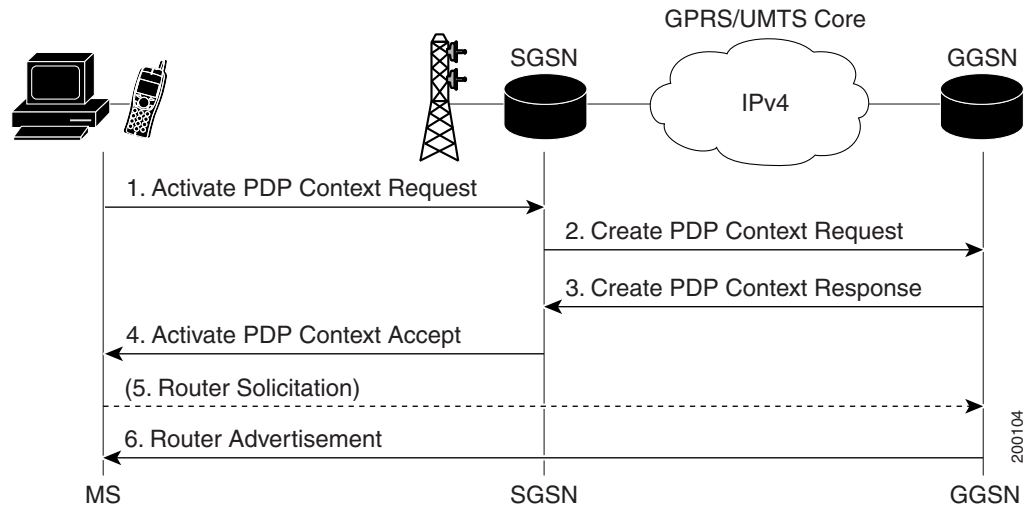 GPRS/UMTS Core
SGSN
GGSN
IPv4
1. Activate PDP Context Request
2. Create PDP Context Request
3. Create PDP Context Response
4. Activate PDP Context Accept
(5. Router Solicitation)
6. Router Advertisement
200104
MS
SGSN
GGSN